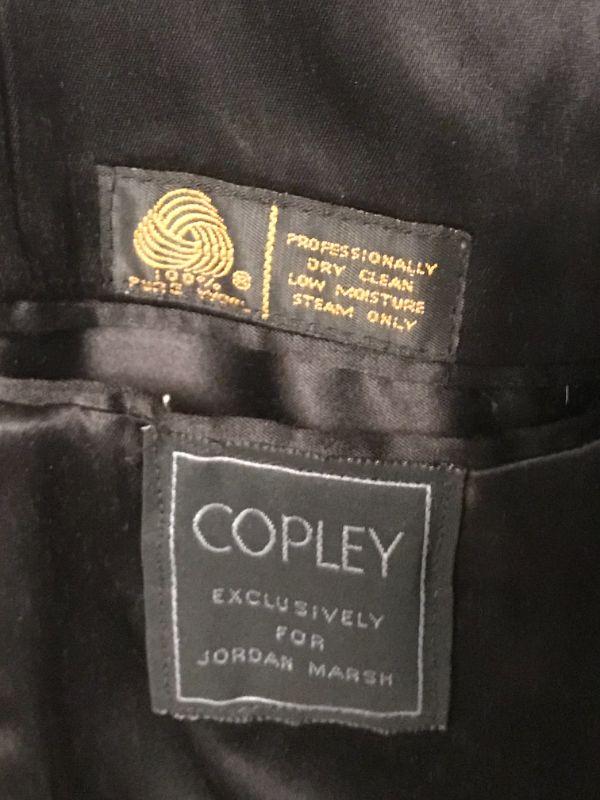 100% ®
PURE WOOL
PROFESSIONALLY
DRY CLEAN
LOW MOISTURE
STEAM ONLY
COPLEY
EXCLUSIVELY
FOR
JORDAN MARSH